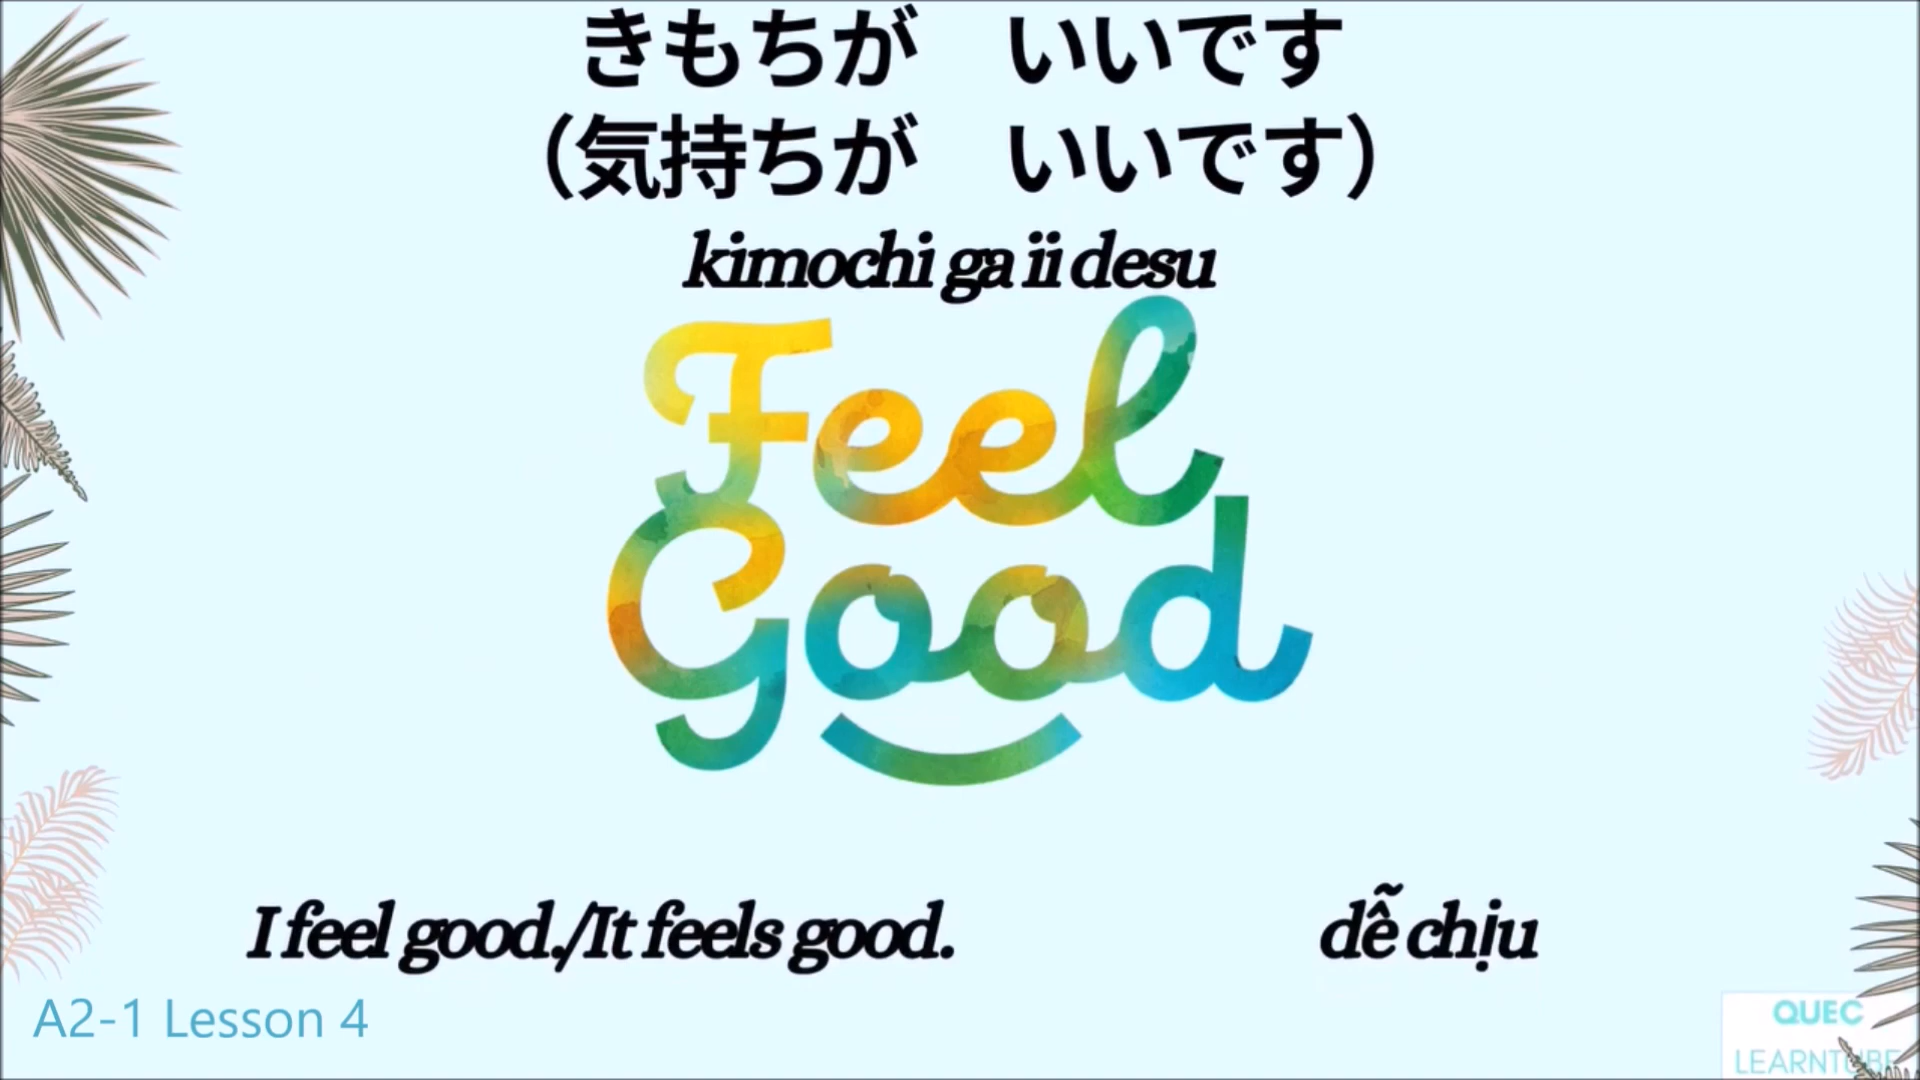 きもちが　いいです
（気持ちが　いいです）
kimochi ga ii desu
Feel
Good
I feel good./It feels good.
dễ chịu
A2-1 Lesson 4
QUEC
LEARNTUBE